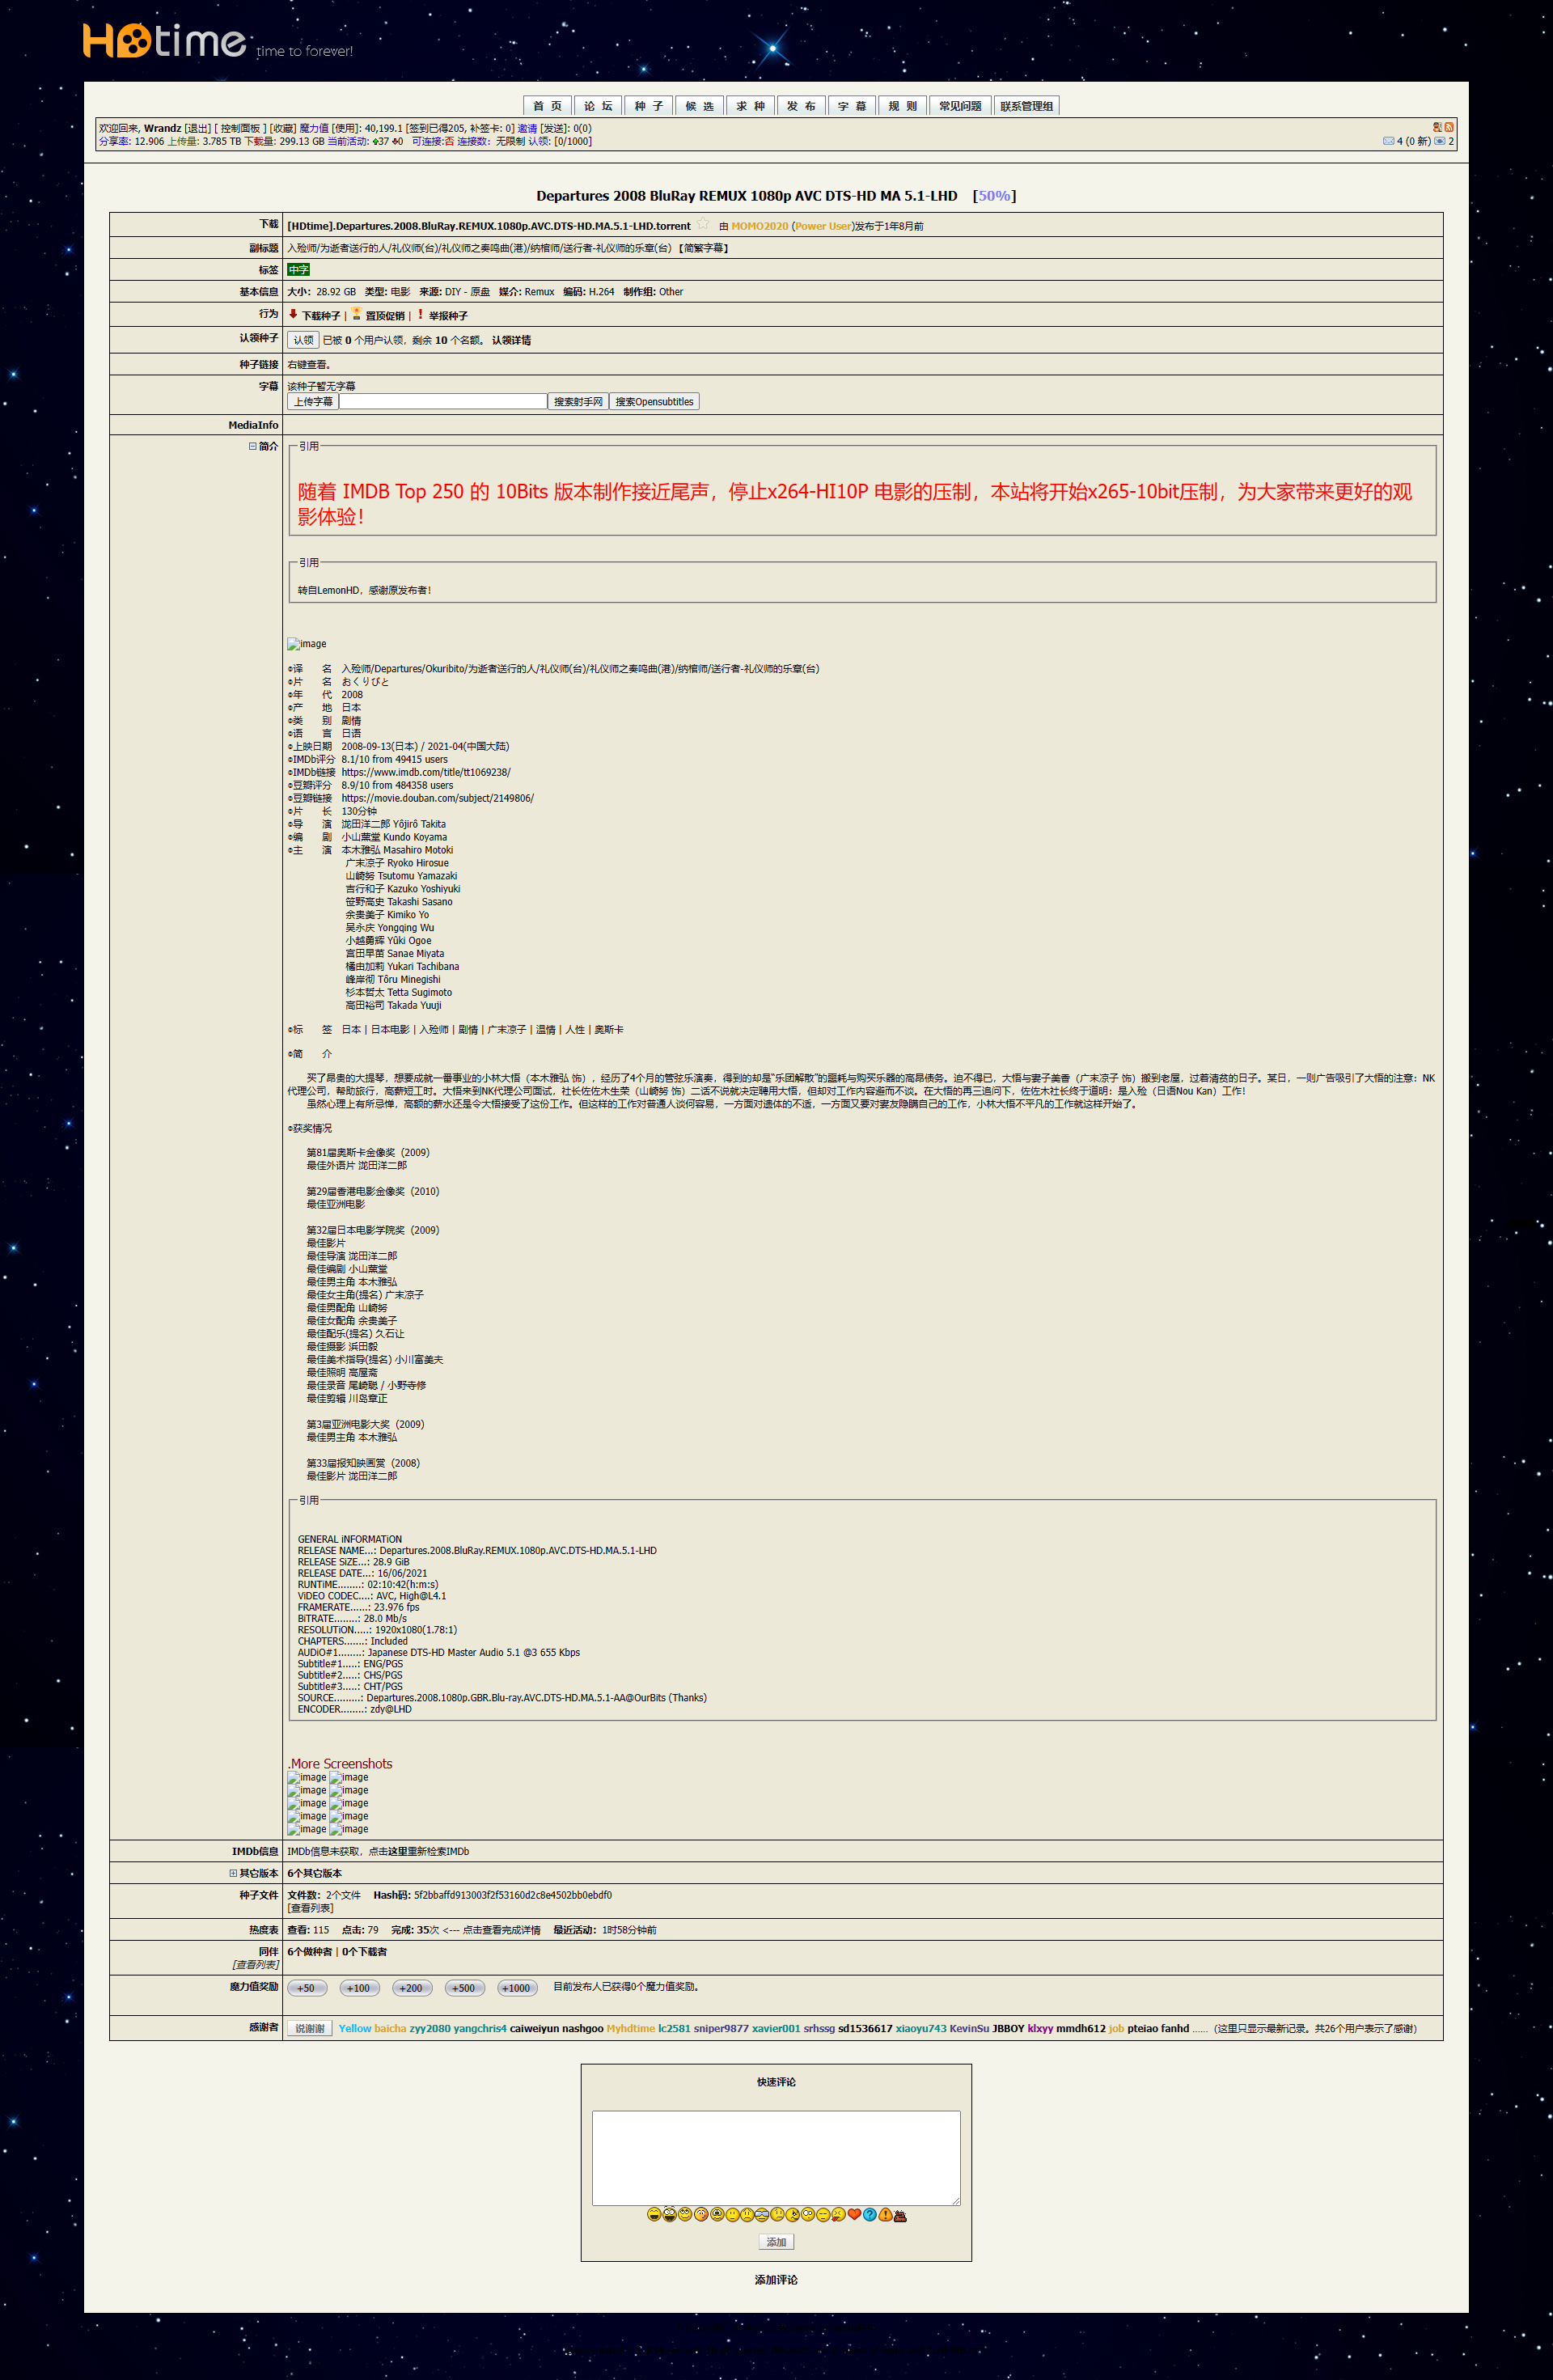 HDtime time to forever!
首 页 论 坛 种 子 候 选 求 种 发 布 字 幕 规 则 常见问题 联系管理组
欢迎回来, Wrandz [退出] [ 控制面板 ] [收藏] 魔力值 [使用]: 40,199.1 [签到已得205, 补签卡: 0] 邀请 [发送]: 0(0)
分享率: 12.906 上传量: 3.785 TB 下载量: 299.13 GB 当前活动: 37 0 可连接:否 连接数: 无限制 认领: [0/1000] 4 (0 新) 2
Departures 2008 BluRay REMUX 1080p AVC DTS-HD MA 5.1-LHD [50%]
下载 [HDtime].Departures.2008.BluRay.REMUX.1080p.AVC.DTS-HD.MA.5.1-LHD.torrent 由 MOMO2020 (Power User)发布于1年8月前
副标题 入殓师/为逝者送行的人/礼仪师(台)/礼仪师之奏鸣曲(港)/纳棺师/送行者-礼仪师的乐章(台) 【简繁字幕】
标签 中字
基本信息 大小: 28.92 GB 类型: 电影 来源: DIY - 原盘 媒介: Remux 编码: H.264 制作组: Other
行为 下载种子 | 置顶促销 | 举报种子
认领种子 认领 已被 0 个用户认领，剩余 10 个名额。 认领详情
种子链接 右键查看。
字幕 该种子暂无字幕
上传字幕 搜索射手网 搜索Opensubtitles
MediaInfo
简介 引用
随着 IMDB Top 250 的 10Bits 版本制作接近尾声，停止x264-HI10P 电影的压制，本站将开始x265-10bit压制，为大家带来更好的观
影体验！
引用
转自LemonHD，感谢原发布者！
image
◎译　　名　入殓师/Departures/Okuribito/为逝者送行的人/礼仪师(台)/礼仪师之奏鸣曲(港)/纳棺师/送行者-礼仪师的乐章(台)
◎片　　名　おくりびと
◎年　　代　2008
◎产　　地　日本
◎类　　别　剧情
◎语　　言　日语
◎上映日期　2008-09-13(日本) / 2021-04(中国大陆)
◎IMDb评分　8.1/10 from 49415 users
◎IMDb链接　https://www.imdb.com/title/tt1069238/
◎豆瓣评分　8.9/10 from 484358 users
◎豆瓣链接　https://movie.douban.com/subject/2149806/
◎片　　长　130分钟
◎导　　演　泷田洋二郎 Yôjirô Takita
◎编　　剧　小山薰堂 Kundo Koyama
◎主　　演　本木雅弘 Masahiro Motoki
广末凉子 Ryoko Hirosue
山崎努 Tsutomu Yamazaki
吉行和子 Kazuko Yoshiyuki
笹野高史 Takashi Sasano
余贵美子 Kimiko Yo
吴永庆 Yongqing Wu
小越勇辉 Yûki Ogoe
宫田早苗 Sanae Miyata
橘由加莉 Yukari Tachibana
峰岸彻 Tôru Minegishi
杉本哲太 Tetta Sugimoto
高田裕司 Takada Yuuji
◎标　　签　日本 | 日本电影 | 入殓师 | 剧情 | 广末凉子 | 温情 | 人性 | 奥斯卡
◎简　　介
买了昂贵的大提琴，想要成就一番事业的小林大悟（本木雅弘 饰），经历了4个月的管弦乐演奏，得到的却是“乐团解散”的噩耗与购买乐器的高昂债务。迫不得已，大悟与妻子美香（广末凉子 饰）搬到老屋，过着清贫的日子。某日，一则广告吸引了大悟的注意：NK
代理公司，帮助旅行，高薪短工时。大悟来到NK代理公司面试，社长佐佐木生荣（山崎努 饰）二话不说就决定聘用大悟，但却对工作内容避而不谈。在大悟的再三追问下，佐佐木社长终于道明：是入殓（日语Nou Kan）工作！
虽然心理上有所忌惮，高额的薪水还是令大悟接受了这份工作。但这样的工作对普通人谈何容易，一方面对遗体的不适，一方面又要对妻友隐瞒自己的工作，小林大悟不平凡的工作就这样开始了。
◎获奖情况
第81届奥斯卡金像奖 (2009)
最佳外语片 泷田洋二郎
第29届香港电影金像奖 (2010)
最佳亚洲电影
第32届日本电影学院奖 (2009)
最佳影片
最佳导演 泷田洋二郎
最佳编剧 小山薰堂
最佳男主角 本木雅弘
最佳女主角(提名) 广末凉子
最佳男配角 山崎努
最佳女配角 余贵美子
最佳配乐(提名) 久石让
最佳摄影 浜田毅
最佳美术指导(提名) 小川富美夫
最佳照明 高屋斋
最佳录音 尾崎聪 / 小野寺修
最佳剪辑 川岛章正
第3届亚洲电影大奖 (2009)
最佳男主角 本木雅弘
第33届报知映画赏 (2008)
最佳影片 泷田洋二郎
引用
GENERAL iNFORMATiON
RELEASE NAME...: Departures.2008.BluRay.REMUX.1080p.AVC.DTS-HD.MA.5.1-LHD
RELEASE SiZE...: 28.9 GiB
RELEASE DATE...: 16/06/2021
RUNTiME........: 02:10:42(h:m:s)
ViDEO CODEC....: AVC, High@L4.1
FRAMERATE......: 23.976 fps
BiTRATE........: 28.0 Mb/s
RESOLUTiON.....: 1920x1080(1.78:1)
CHAPTERS.......: Included
AUDiO#1........: Japanese DTS-HD Master Audio 5.1 @3 655 Kbps
Subtitle#1.....: ENG/PGS
Subtitle#2.....: CHS/PGS
Subtitle#3.....: CHT/PGS
SOURCE.........: Departures.2008.1080p.GBR.Blu-ray.AVC.DTS-HD.MA.5.1-AA@OurBits (Thanks)
ENCODER........: zdy@LHD
.More Screenshots
image image
image image
image image
image image
image image
IMDb信息 IMDb信息未获取，点击这里重新检索IMDb
其它版本 6个其它版本
种子文件 文件数: 2个文件 Hash码: 5f2bbaffd913003f2f53160d2c8e4502bb0ebdf0
[查看列表]
热度表 查看: 115 点击: 79 完成: 35次 <--- 点击查看完成详情 最近活动: 1时58分钟前
同伴 6个做种者 | 0个下载者
[查看列表]
魔力值奖励 +50 +100 +200 +500 +1000 目前发布人已获得0个魔力值奖励。
感谢者 说谢谢 Yellow baicha zyy2080 yangchris4 caiweiyun nashgoo Myhdtime lc2581 sniper9877 xavier001 srhssg sd1536617 xiaoyu743 KevinSu JBBOY klxyy mmdh612 job pteiao fanhd ...... (这里只显示最新记录。共26个用户表示了感谢)
快速评论
添加
添加评论